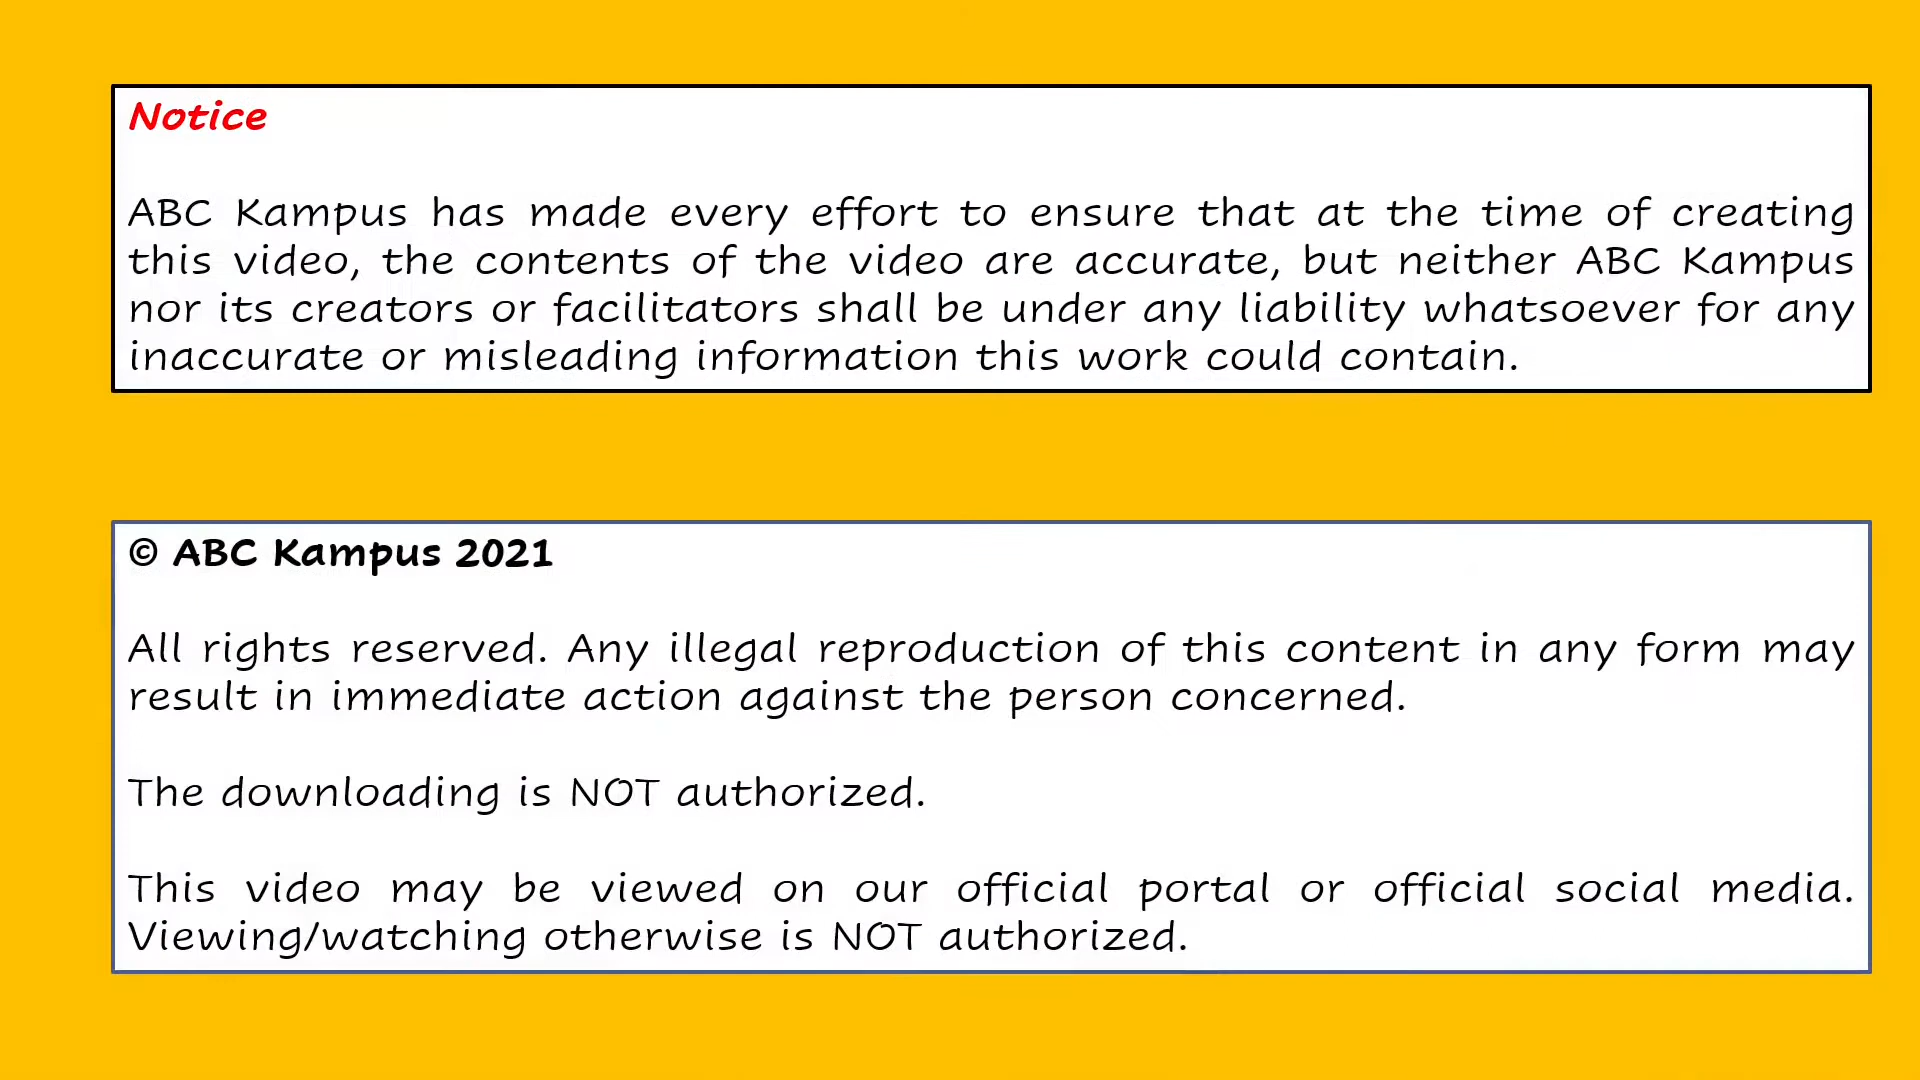 Notice
ABC Kampus has made every effort to ensure that at the time of creating
this video, the contents of the video are accurate, but neither ABC Kampus
nor its creators or facilitators shall be under any liability whatsoever for any
inaccurate or misleading information this work could contain.
© ABC Kampus 2021
All rights reserved. Any illegal reproduction of this content in any form may
result in immediate action against the person concerned.
The downloading is NOT authorized.
This video may be viewed on our official portal or official social media.
Viewing/watching otherwise is NOT authorized.